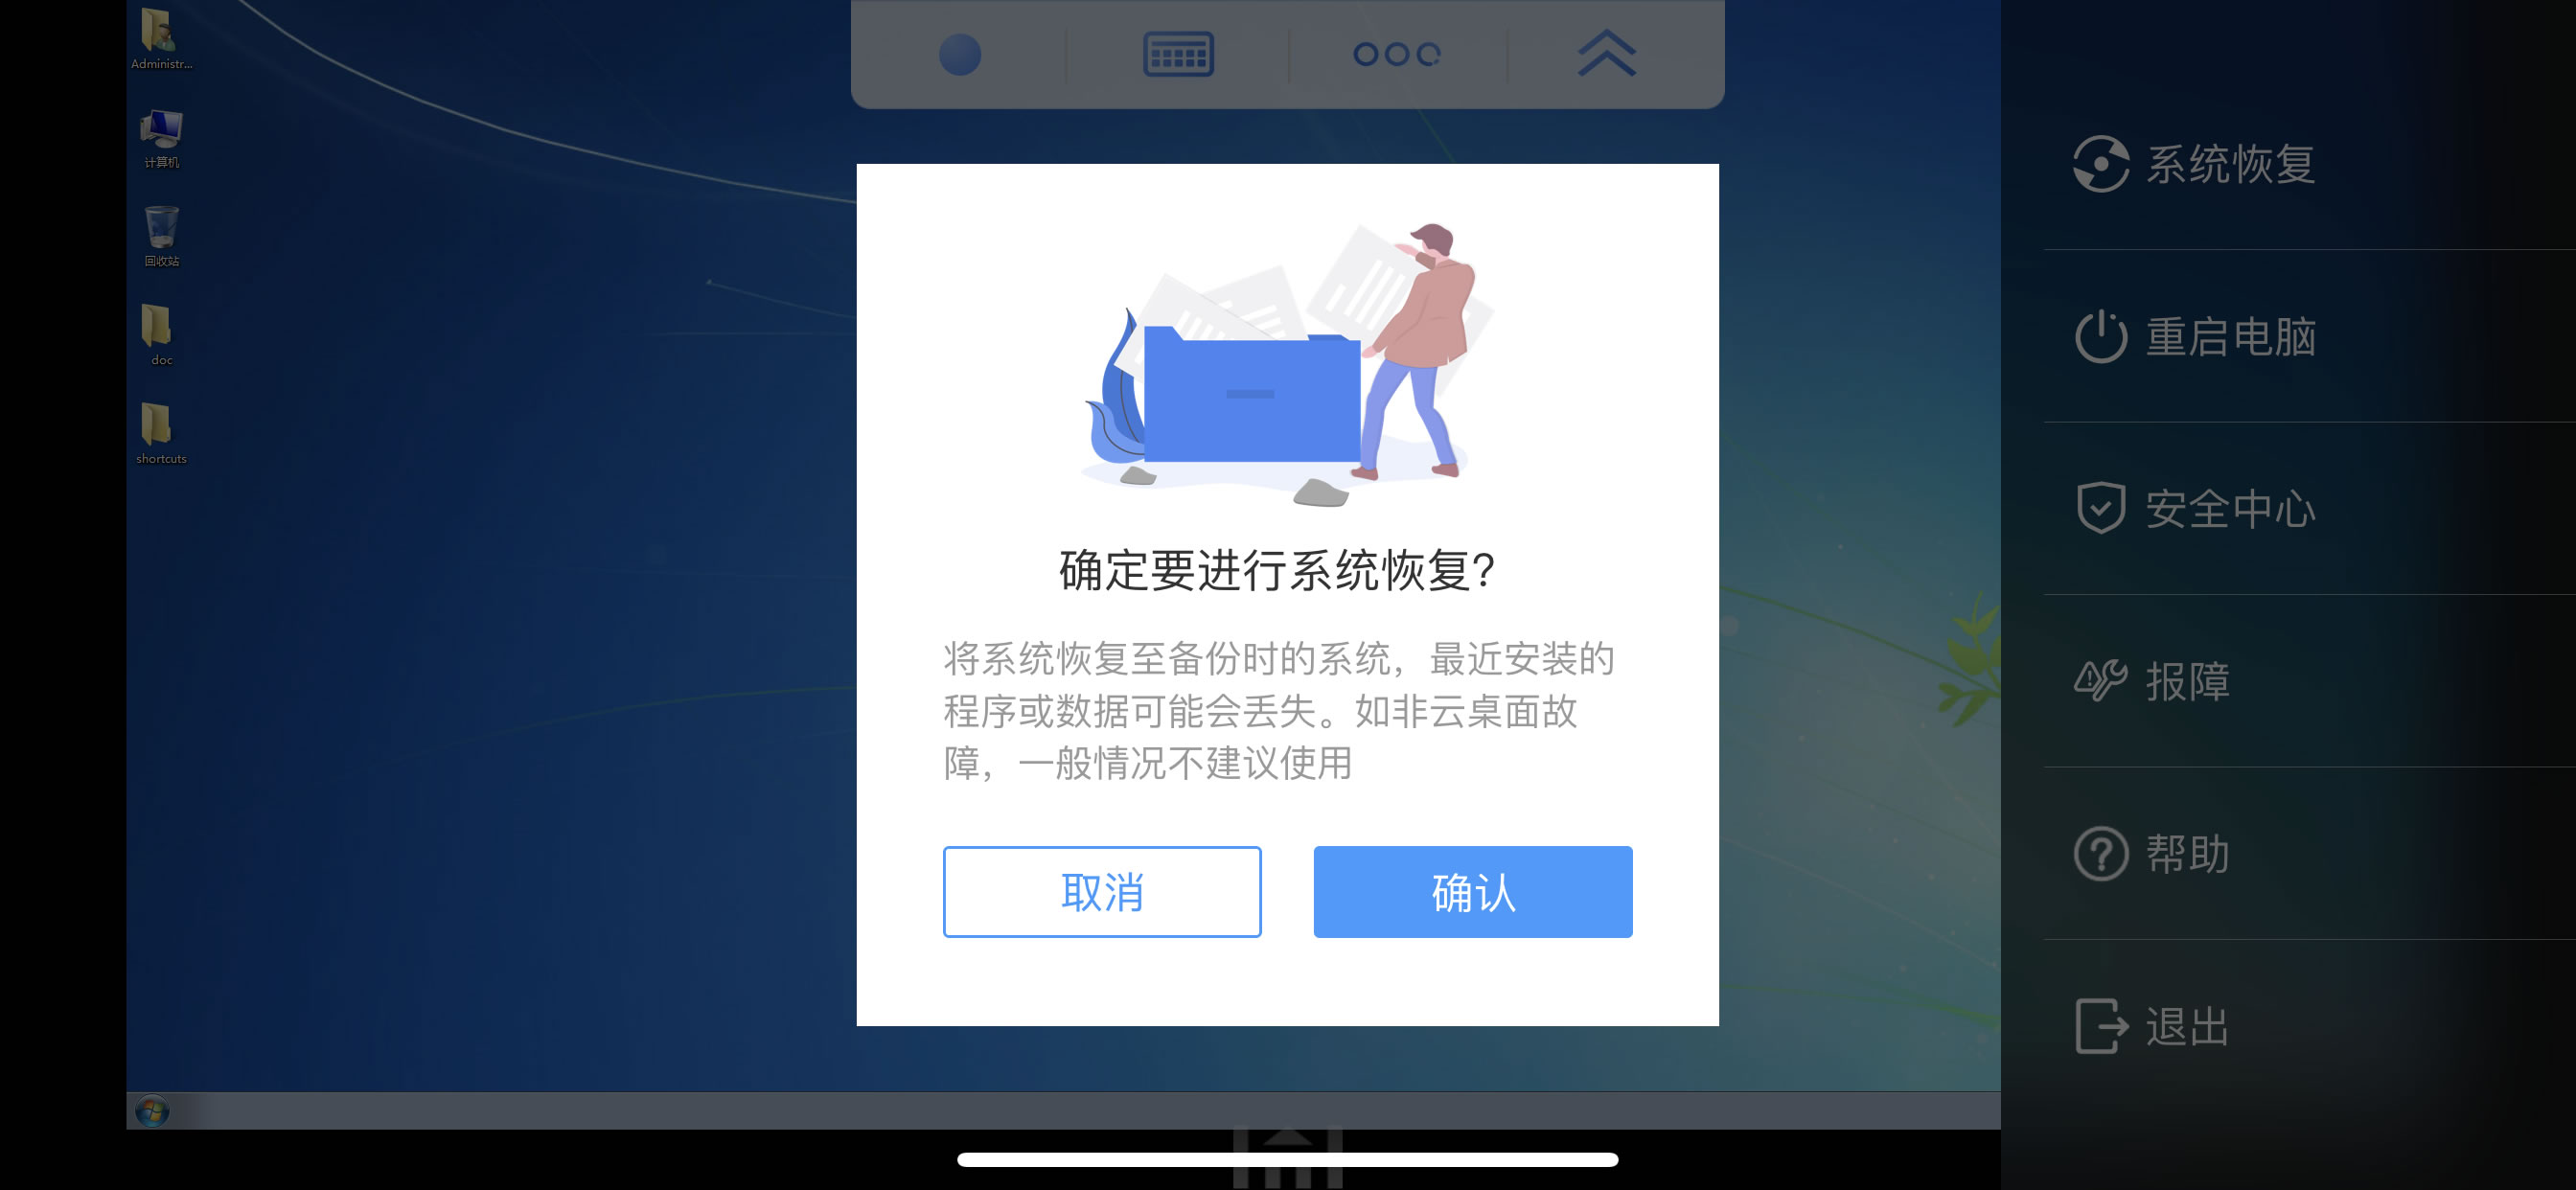 Administr...
计算机
回收站
doc
shortcuts
确定要进行系统恢复?
将系统恢复至备份时的系统，最近安装的
程序或数据可能会丢失。如非云桌面故
障，一般情况不建议使用
取消
确认
系统恢复
重启电脑
安全中心
报障
帮助
退出